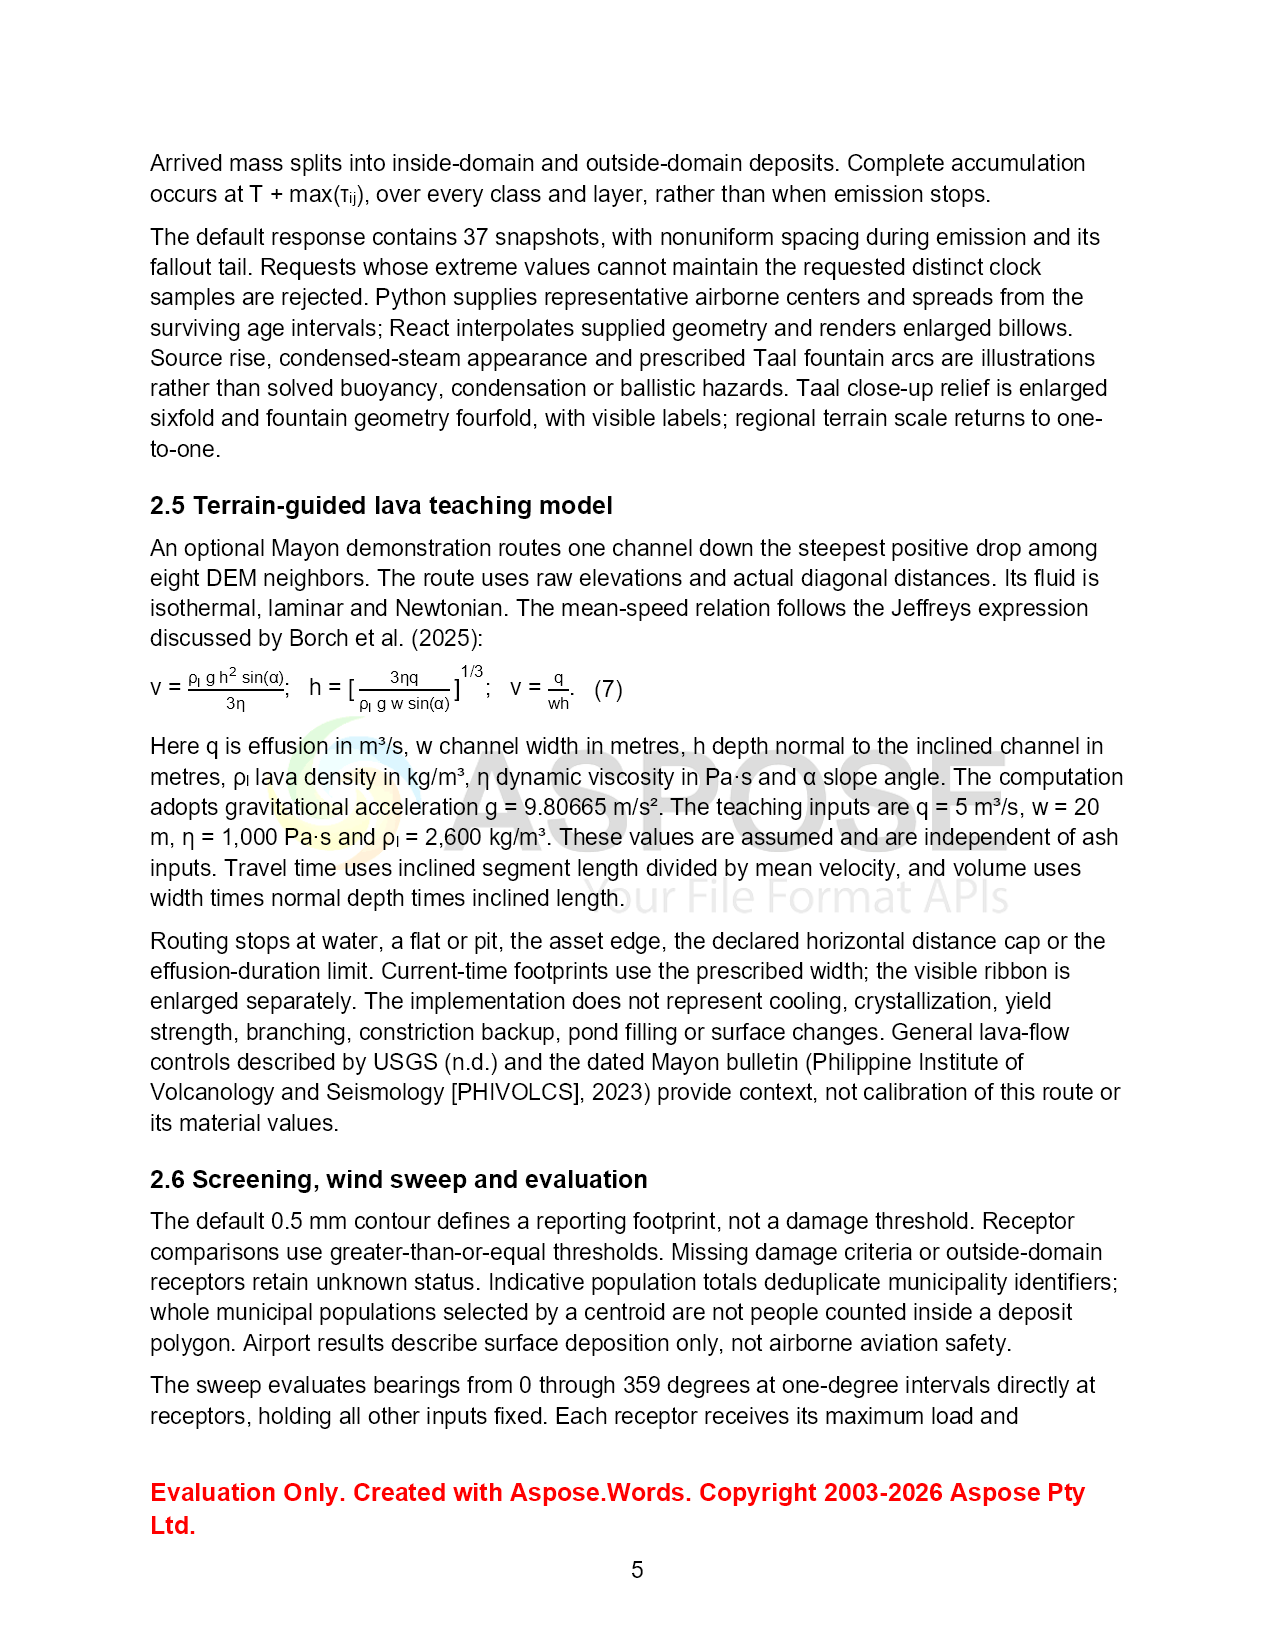 Arrived mass splits into inside-domain and outside-domain deposits. Complete accumulation
occurs at T + max(τᵢⱼ), over every class and layer, rather than when emission stops.
The default response contains 37 snapshots, with nonuniform spacing during emission and its
fallout tail. Requests whose extreme values cannot maintain the requested distinct clock
samples are rejected. Python supplies representative airborne centers and spreads from the
surviving age intervals; React interpolates supplied geometry and renders enlarged billows.
Source rise, condensed-steam appearance and prescribed Taal fountain arcs are illustrations
rather than solved buoyancy, condensation or ballistic hazards. Taal close-up relief is enlarged
sixfold and fountain geometry fourfold, with visible labels; regional terrain scale returns to one-
to-one.
2.5 Terrain-guided lava teaching model
An optional Mayon demonstration routes one channel down the steepest positive drop among
eight DEM neighbors. The route uses raw elevations and actual diagonal distances. Its fluid is
isothermal, laminar and Newtonian. The mean-speed relation follows the Jeffreys expression
discussed by Borch et al. (2025):
v = ρₗ g h² sin(α) / 3η; h = [ 3ηq / ρₗ g w sin(α) ]^1/3; v = q / wh. (7)
Here q is effusion in m³/s, w channel width in metres, h depth normal to the inclined channel in
metres, ρₗ lava density in kg/m³, η dynamic viscosity in Pa·s and α slope angle. The computation
adopts gravitational acceleration g = 9.80665 m/s². The teaching inputs are q = 5 m³/s, w = 20
m, η = 1,000 Pa·s and ρₗ = 2,600 kg/m³. These values are assumed and are independent of ash
inputs. Travel time uses inclined segment length divided by mean velocity, and volume uses
width times normal depth times inclined length.
ASPOSE
Your File Format APIs
Routing stops at water, a flat or pit, the asset edge, the declared horizontal distance cap or the
effusion-duration limit. Current-time footprints use the prescribed width; the visible ribbon is
enlarged separately. The implementation does not represent cooling, crystallization, yield
strength, branching, constriction backup, pond filling or surface changes. General lava-flow
controls described by USGS (n.d.) and the dated Mayon bulletin (Philippine Institute of
Volcanology and Seismology [PHIVOLCS], 2023) provide context, not calibration of this route or
its material values.
2.6 Screening, wind sweep and evaluation
The default 0.5 mm contour defines a reporting footprint, not a damage threshold. Receptor
comparisons use greater-than-or-equal thresholds. Missing damage criteria or outside-domain
receptors retain unknown status. Indicative population totals deduplicate municipality identifiers;
whole municipal populations selected by a centroid are not people counted inside a deposit
polygon. Airport results describe surface deposition only, not airborne aviation safety.
The sweep evaluates bearings from 0 through 359 degrees at one-degree intervals directly at
receptors, holding all other inputs fixed. Each receptor receives its maximum load and
Evaluation Only. Created with Aspose.Words. Copyright 2003-2026 Aspose Pty
Ltd.
5